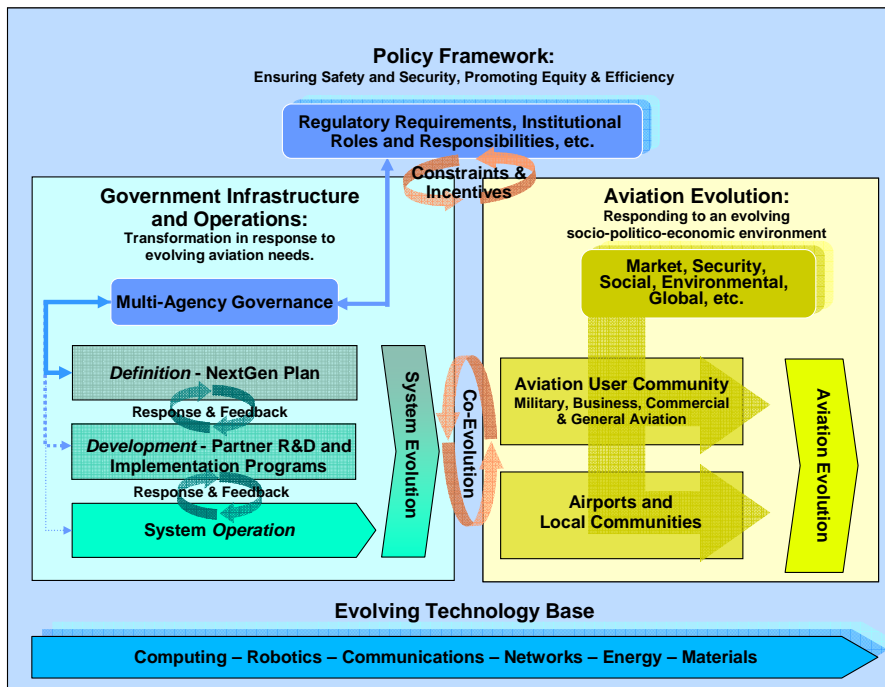 Policy Framework:
Ensuring Safety and Security, Promoting Equity & Efficiency
Regulatory Requirements, Institutional
Roles and Responsibilities, etc.
Constraints &
Incentives
Government Infrastructure
and Operations:
Transformation in response to
evolving aviation needs.
Multi-Agency Governance
Definition - NextGen Plan
Response & Feedback
Development - Partner R&D and
Implementation Programs
Response & Feedback
System Operation
System Evolution
Co-Evolution
Aviation Evolution:
Responding to an evolving
socio-politico-economic environment
Market, Security,
Social, Environmental,
Global, etc.
Aviation User Community
Military, Business, Commercial
& General Aviation
Airports and
Local Communities
Aviation Evolution
Evolving Technology Base
Computing – Robotics – Communications – Networks – Energy – Materials